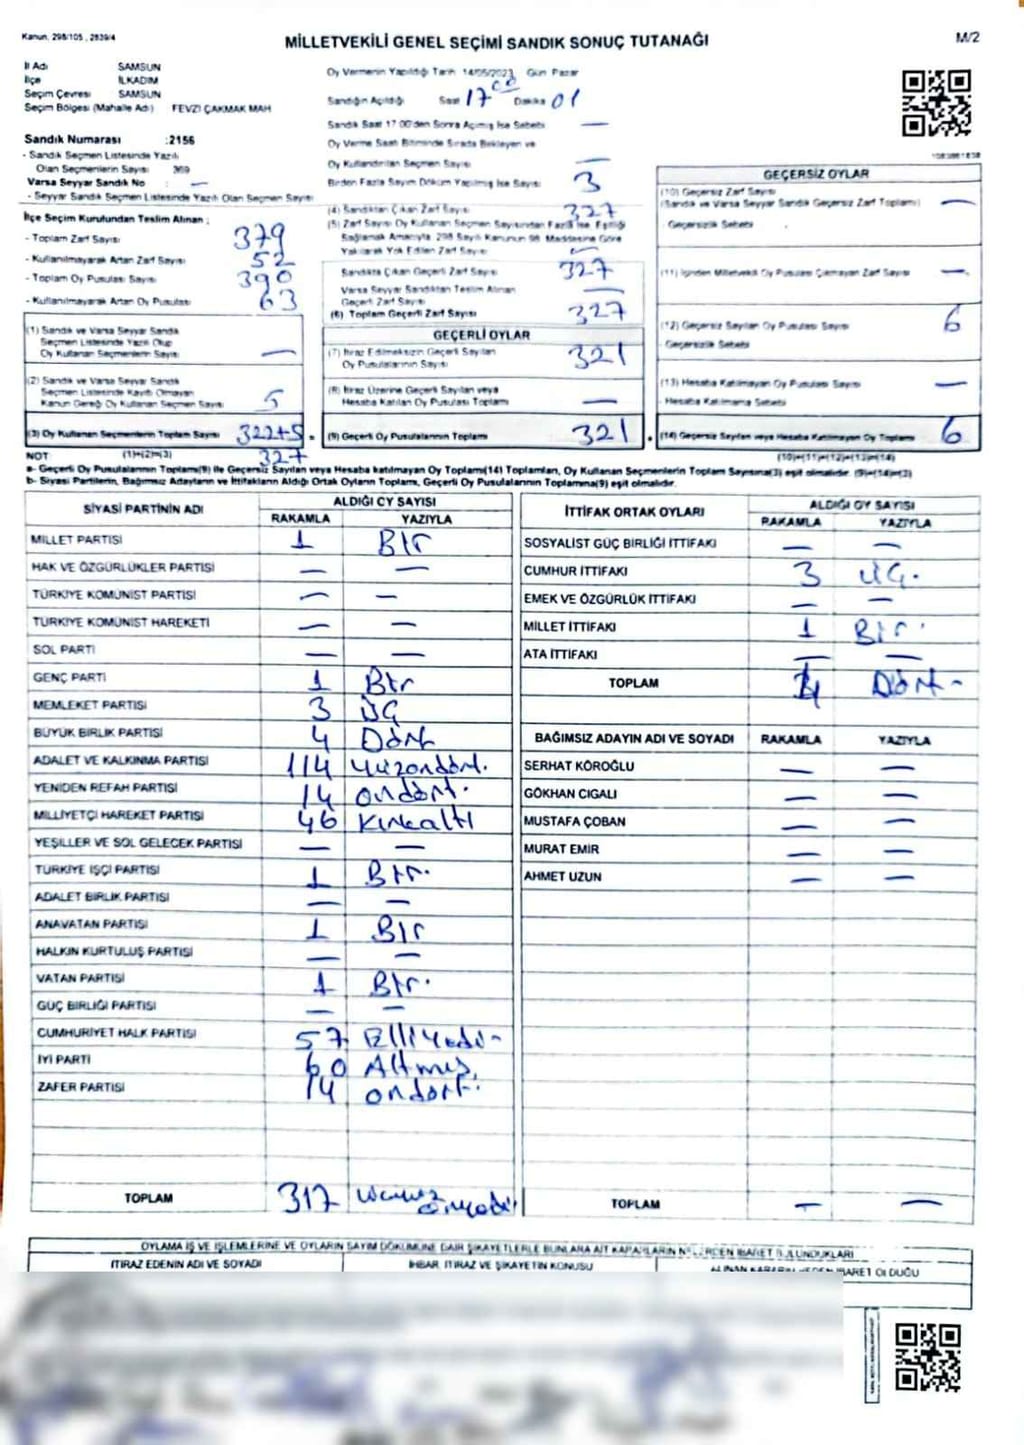 Kanun, 298/105, 2839/4
MİLLETVEKİLİ GENEL SEÇİMİ SANDIK SONUÇ TUTANAĞI
M/2
İl Adı SAMSUN
İlçe İLKADIM
Seçim Çevresi SAMSUN
Seçim Bölgesi (Mahalle Adı) FEVZİ ÇAKMAK MAH
Sandık Numarası :2156
- Sandık Seçmen Listesinde Yazılı
Olan Seçmenlerin Sayısı 369
Varsa Seyyar Sandık No : —
- Seyyar Sandık Seçmen Listesinde Yazılı Olan Seçmen Sayısı
İlçe Seçim Kurulundan Teslim Alınan ;
- Toplam Zarf Sayısı 379
- Kullanılmayarak Artan Zarf Sayısı 52
- Toplam Oy Pusulası Sayısı 390
- Kullanılmayarak Artan Oy Pusulası 63
(1) Sandık ve Varsa Seyyar Sandık
Seçmen Listesinde Yazılı Olup
Oy Kullanan Seçmenlerin Sayısı —
(2) Sandık ve Varsa Seyyar Sandık
Seçmen Listesinde Kayıtlı Olmayan
Kanun Gereği Oy Kullanan Seçmen Sayısı 5
(3) Oy Kullanan Seçmenlerin Toplam Sayısı 322+5
327
Oy Vermenin Yapıldığı Tarih 14/05/2023 Gün Pazar
Sandığın Açıldığı Saat 17 00 Dakika 01
Sandık Saat 17:00'den Sonra Açılmış İse Sebebi —
Oy Verme Saati Bitiminde Sırada Bekleyen ve
Oy Kullandırılan Seçmen Sayısı —
Birden Fazla Sayım Döküm Yapılmış İse Sayısı 3
(4) Sandıktan Çıkan Zarf Sayısı 327
(5) Zarf Sayısı Oy Kullanan Seçmen Sayısından Fazla İse, Eşitliği
Sağlamak Amacıyla 298 Sayılı Kanunun 98. Maddesine Göre
Yakılarak Yok Edilen Zarf Sayısı —
Sandıkta Çıkan Geçerli Zarf Sayısı 327
Varsa Seyyar Sandıktan Teslim Alınan
Geçerli Zarf Sayısı —
(6) Toplam Geçerli Zarf Sayısı 327
GEÇERLİ OYLAR
(7) İtiraz Edilmeksizin Geçerli Sayılan
Oy Pusulalarının Sayısı 321
(8) İtiraz Üzerine Geçerli Sayılan veya
Hesaba Katılan Oy Pusulası Toplamı —
(9) Geçerli Oy Pusulalarının Toplamı 321
GEÇERSİZ OYLAR
(10) Geçersiz Zarf Sayısı
(Sandık ve Varsa Seyyar Sandık Geçersiz Zarf Toplamı) —
- Geçersizlik Sebebi
(11) İçinden Milletvekili Oy Pusulası Çıkmayan Zarf Sayısı —
(12) Geçersiz Sayılan Oy Pusulası Sayısı 6
- Geçersizlik Sebebi
(13) Hesaba Katılmayan Oy Pusulası Sayısı —
- Hesaba Katılmama Sebebi
(14) Geçersiz Sayılan veya Hesaba Katılmayan Oy Toplamı 6
NOT: (1)+(2)=(3) (10)+(11)+(12)+(13)=(14)
a- Geçerli Oy Pusulalarının Toplamı(9) ile Geçersiz Sayılan veya Hesaba katılmayan Oy Toplamı(14) Toplamları, Oy Kullanan Seçmenlerin Toplam Sayısına(3) eşit olmalıdır. (9)+(14)=(3)
b- Siyasi Partilerin, Bağımsız Adayların ve İttifakların Aldığı Ortak Oyların Toplamı, Geçerli Oy Pusulalarının Toplamına(9) eşit olmalıdır.
SİYASİ PARTİNİN ADI ALDIĞI OY SAYISI
RAKAMLA YAZIYLA
MİLLET PARTİSİ 1 Bir
HAK VE ÖZGÜRLÜKLER PARTİSİ — —
TÜRKİYE KOMÜNİST PARTİSİ — —
TÜRKİYE KOMÜNİST HAREKETİ — —
SOL PARTİ — —
GENÇ PARTİ 1 Bir
MEMLEKET PARTİSİ 3 üç
BÜYÜK BİRLİK PARTİSİ 4 Dört
ADALET VE KALKINMA PARTİSİ 114 yüzondört.
YENİDEN REFAH PARTİSİ 14 ondört.
MİLLİYETÇİ HAREKET PARTİSİ 46 kırkaltı
YEŞİLLER VE SOL GELECEK PARTİSİ — —
TÜRKİYE İŞÇİ PARTİSİ 1 Bir.
ADALET BİRLİK PARTİSİ — —
ANAVATAN PARTİSİ 1 Bir
HALKIN KURTULUŞ PARTİSİ — —
VATAN PARTİSİ 1 Bir.
GÜÇ BİRLİĞİ PARTİSİ — —
CUMHURİYET HALK PARTİSİ 57 Elliyedi
İYİ PARTİ 60 Altmış.
ZAFER PARTİSİ 14 ondört.
TOPLAM 317 üçyüz
onyedi
İTTİFAK ORTAK OYLARI ALDIĞI OY SAYISI
RAKAMLA YAZIYLA
SOSYALİST GÜÇ BİRLİĞİ İTTİFAKI — —
CUMHUR İTTİFAKI 3 üç.
EMEK VE ÖZGÜRLÜK İTTİFAKI — —
MİLLET İTTİFAKI 1 Bir.
ATA İTTİFAKI — —
TOPLAM 4 Dört
BAĞIMSIZ ADAYIN ADI VE SOYADI RAKAMLA YAZIYLA
SERHAT KÖROĞLU — —
GÖKHAN CIGALI — —
MUSTAFA ÇOBAN — —
MURAT EMİR — —
AHMET UZUN — —
TOPLAM — —
OYLAMA İŞ VE İŞLEMLERİNE VE OYLARIN SAYIM DÖKÜMÜNE DAİR ŞİKAYETLERLE BUNLARA AİT KARARLARIN NELERDEN İBARET BULUNDUKLARI
İTİRAZ EDENİN ADI VE SOYADI
İHBAR, İTİRAZ VE ŞİKAYETİN KONUSU
ALINAN KARARIN NEDEN İBARET OLDUĞU